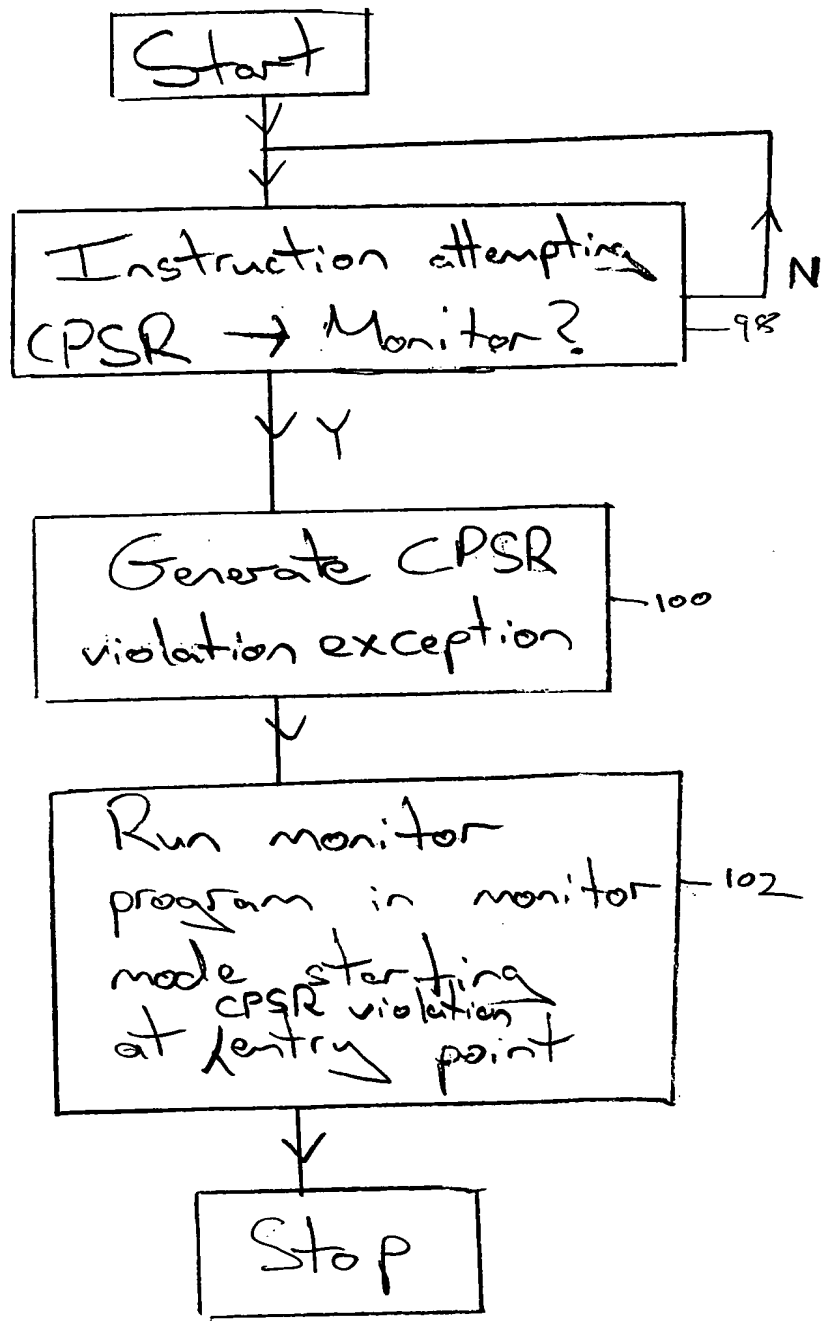 Start
Instruction attempting
N
CPSR → Monitor?
98
Y
Generate CPSR
100
violation exception
Run monitor
program in monitor
102
mode starting
CPSR violation
at entry point
Stop